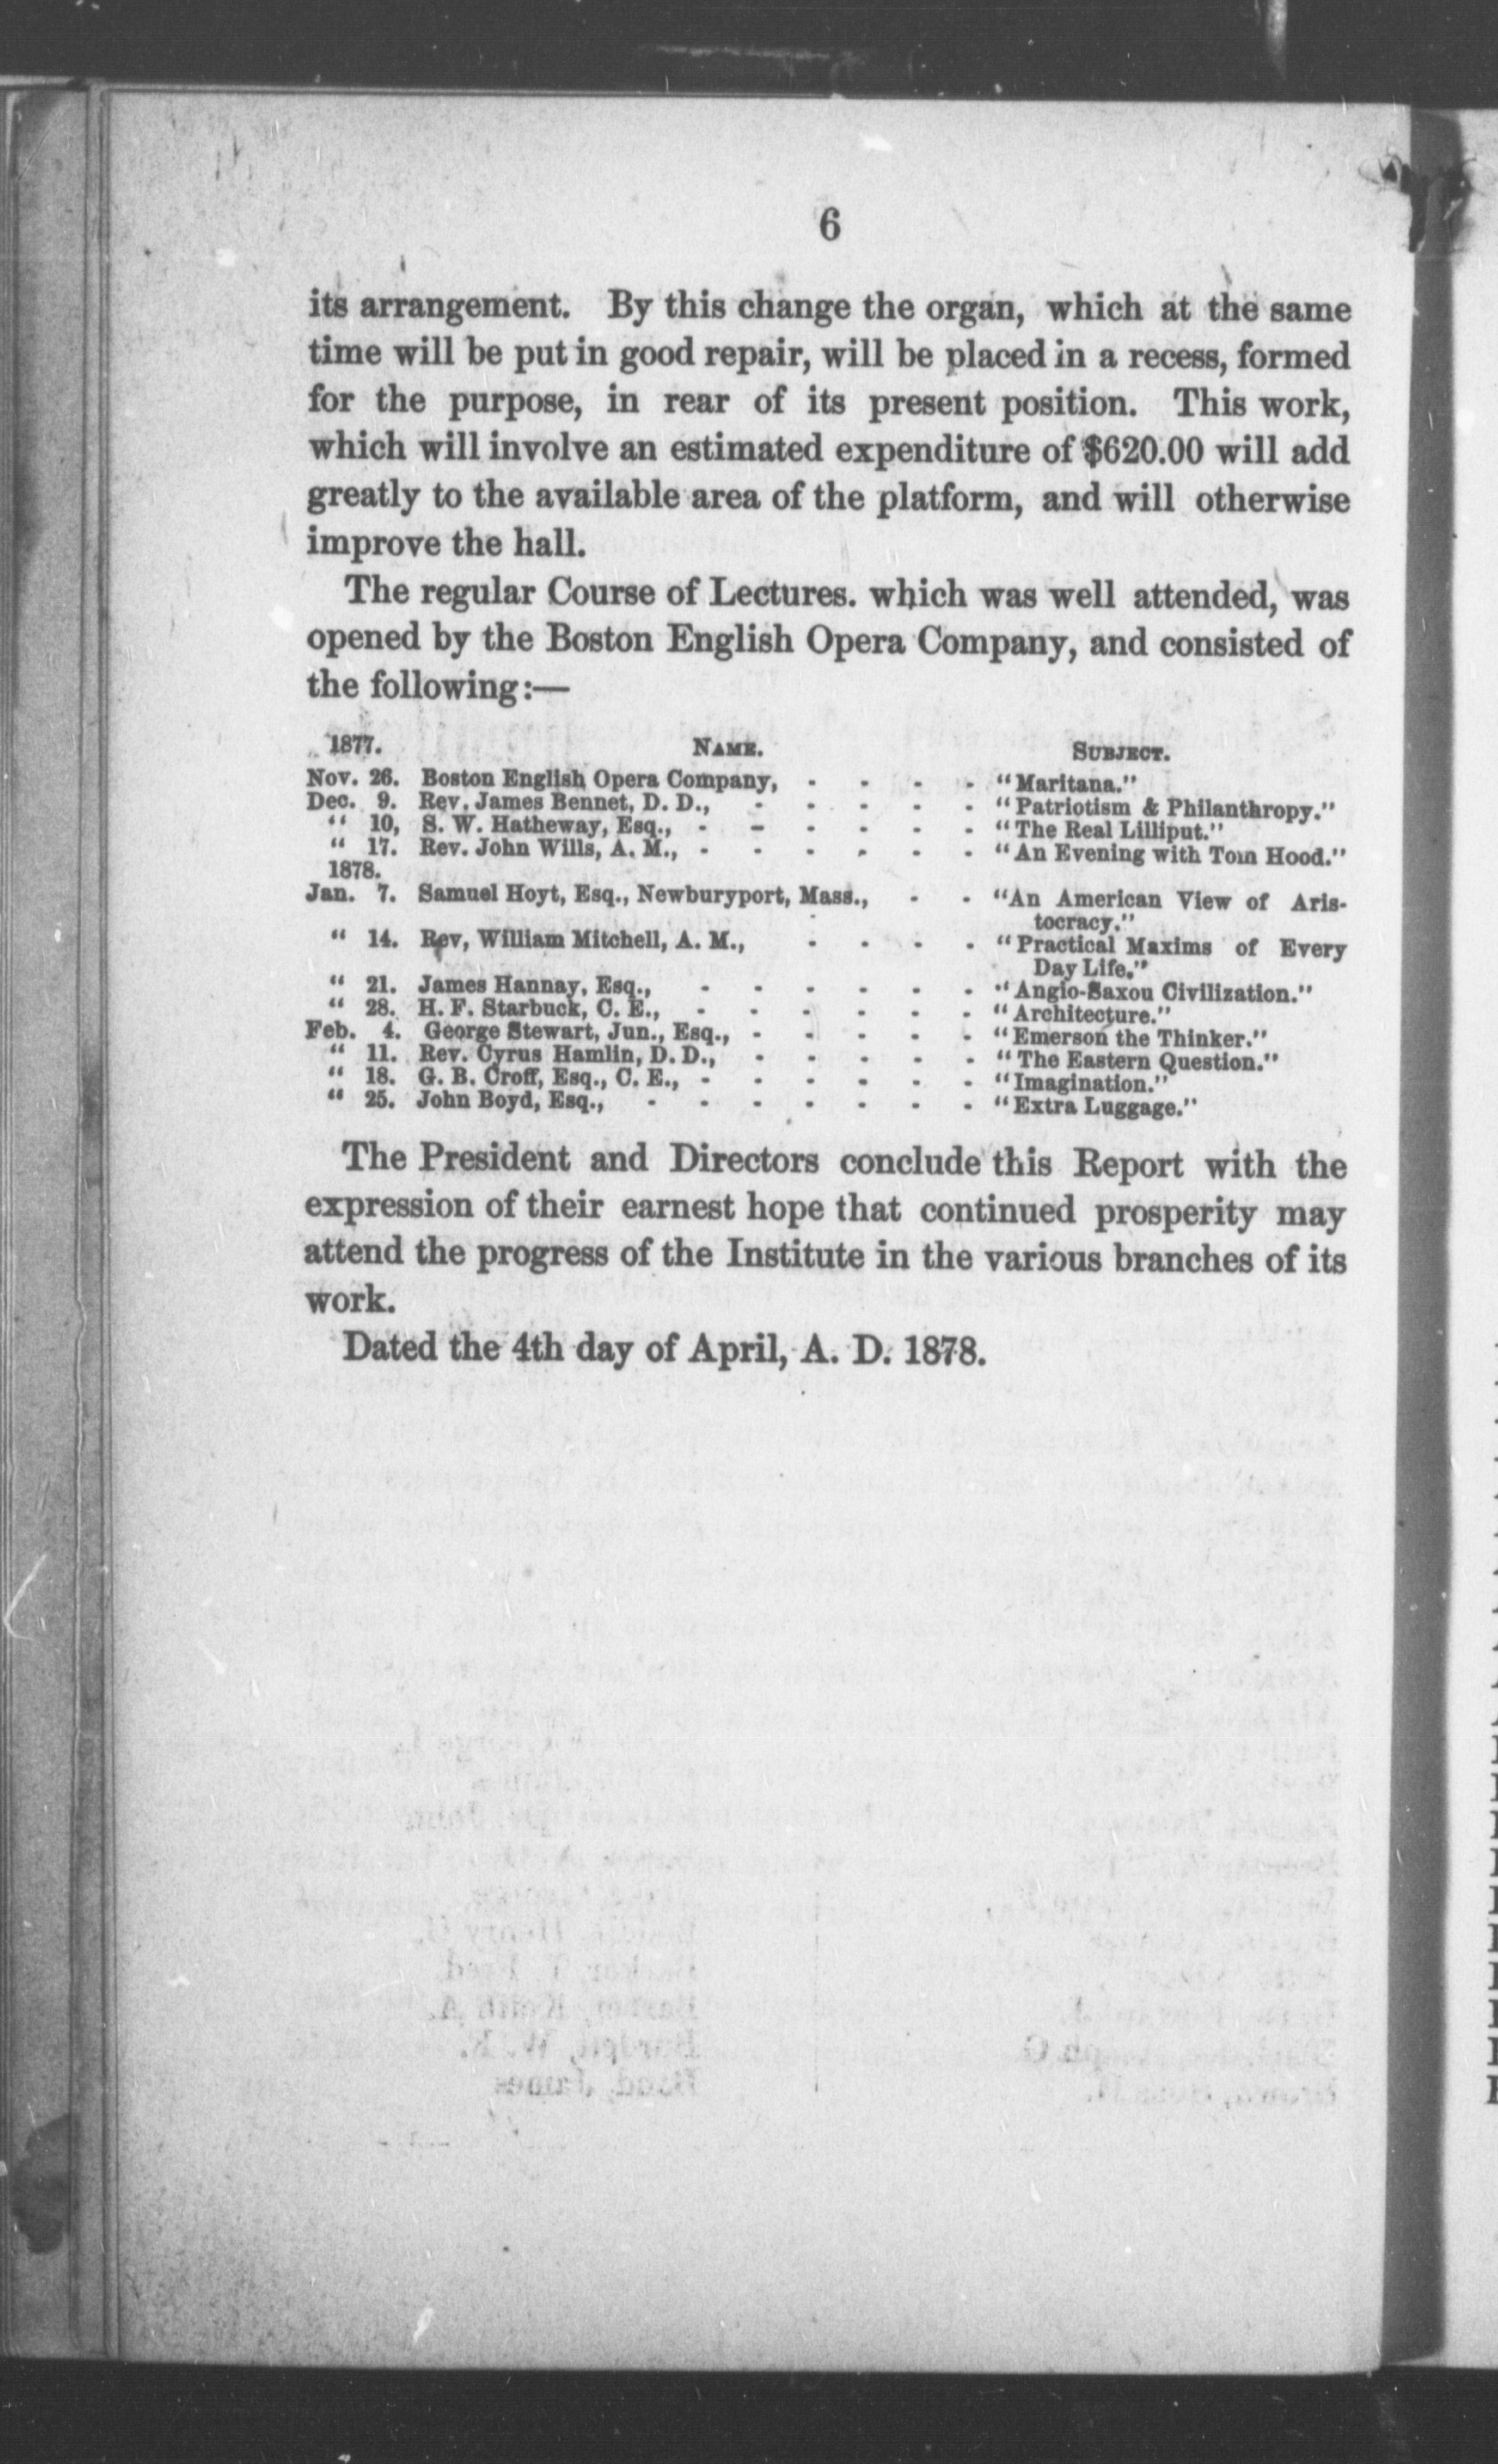 6
its arrangement. By this change the organ, which at the same
time will be put in good repair, will be placed in a recess, formed
for the purpose, in rear of its present position. This work,
which will involve an estimated expenditure of $620.00 will add
greatly to the available area of the platform, and will otherwise
improve the hall.
The regular Course of Lectures. which was well attended, was
opened by the Boston English Opera Company, and consisted of
the following:—
1877. NAME. SUBJECT.
Nov. 26. Boston English Opera Company, - - - - "Maritana."
Dec. 9. Rev. James Bennet, D. D., - - - - - "Patriotism & Philanthropy."
" 10, S. W. Hatheway, Esq., - - - - - - "The Real Lilliput."
" 17. Rev. John Wills, A. M., - - - - - - "An Evening with Tom Hood."
1878.
Jan. 7. Samuel Hoyt, Esq., Newburyport, Mass., - - "An American View of Aris-
tocracy."
" 14. Rev, William Mitchell, A. M., - - - - "Practical Maxims of Every
Day Life."
" 21. James Hannay, Esq., - - - - - - "Anglo-Saxou Civilization."
" 28. H. F. Starbuck, C. E., - - - - - - "Architecture."
Feb. 4. George Stewart, Jun., Esq., - - - - - "Emerson the Thinker."
" 11. Rev. Cyrus Hamlin, D. D., - - - - - "The Eastern Question."
" 18. G. B. Croff, Esq., C. E., - - - - - - "Imagination."
" 25. John Boyd, Esq., - - - - - - - "Extra Luggage."
The President and Directors conclude this Report with the
expression of their earnest hope that continued prosperity may
attend the progress of the Institute in the various branches of its
work.
Dated the 4th day of April, A. D. 1878.